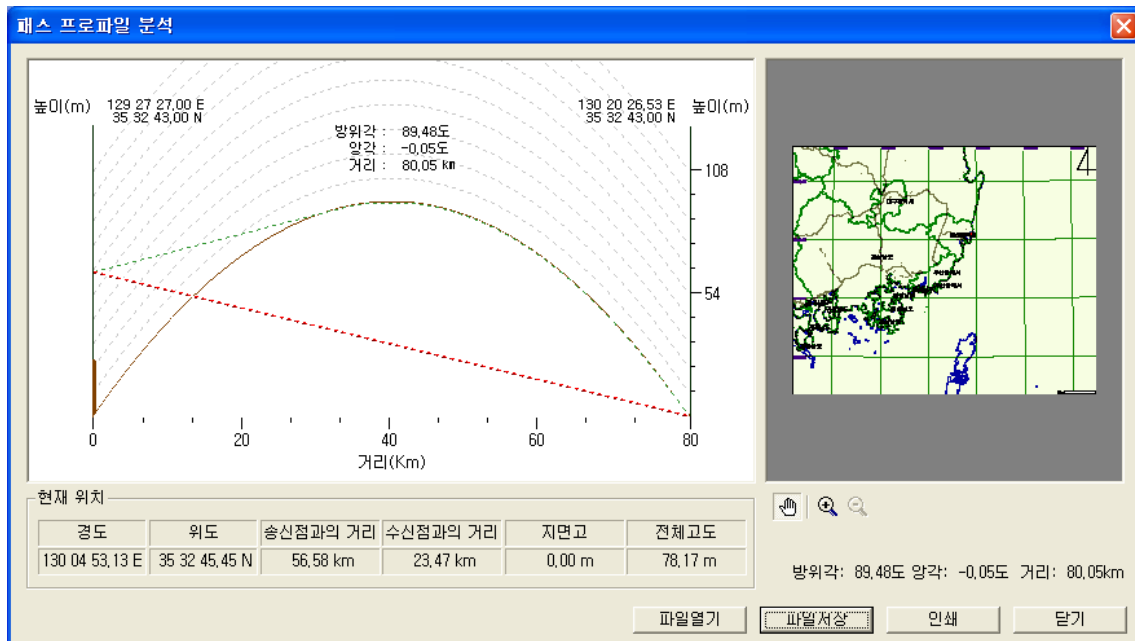 패스 프로파일 분석
높이(m) 129 27 27,00 E 130 20 26,53 E 높이(m)
35 32 43,00 N 35 32 43,00 N
방위각 : 89,48도
앙각 : -0,05도
거리 : 80,05 km
108
54
0 20 40 60 80
거리(Km)
4
현재 위치
경도 위도 송신점과의 거리 수신점과의 거리 지면고 전체고도
130 04 53,13 E 35 32 45,45 N 56,58 km 23,47 km 0,00 m 78,17 m
방위각: 89,48도 앙각: -0,05도 거리: 80,05km
파일열기 파일저장 인쇄 닫기